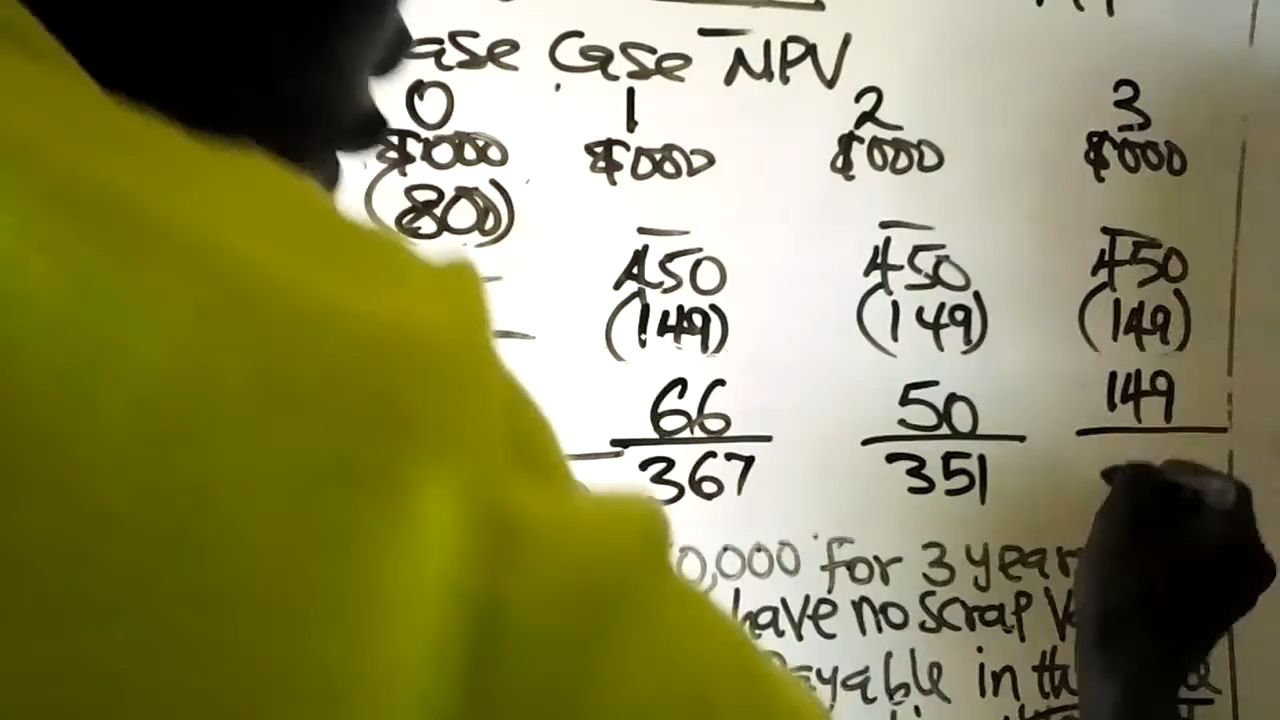 ase Case NPV
0 1 2 3
$'000 $'000 $'000 $'000
(800) — — —
— 450 450 450
— (149) (149) (149)
66 50 149
367 351
0,000 for 3 year
have no scrap V
ayable in th